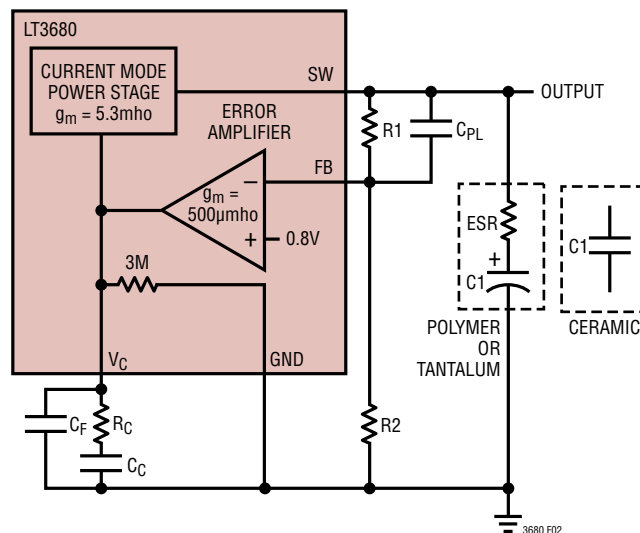 LT3680
CURRENT MODE
POWER STAGE
gm = 5.3mho
SW
OUTPUT
ERROR
AMPLIFIER
R1
CPL
FB
gm =
500µmho
−
+
0.8V
3M
ESR
+
C1
C1
POLYMER
OR
TANTALUM
CERAMIC
VC
GND
CF
RC
CC
R2
3680 F02